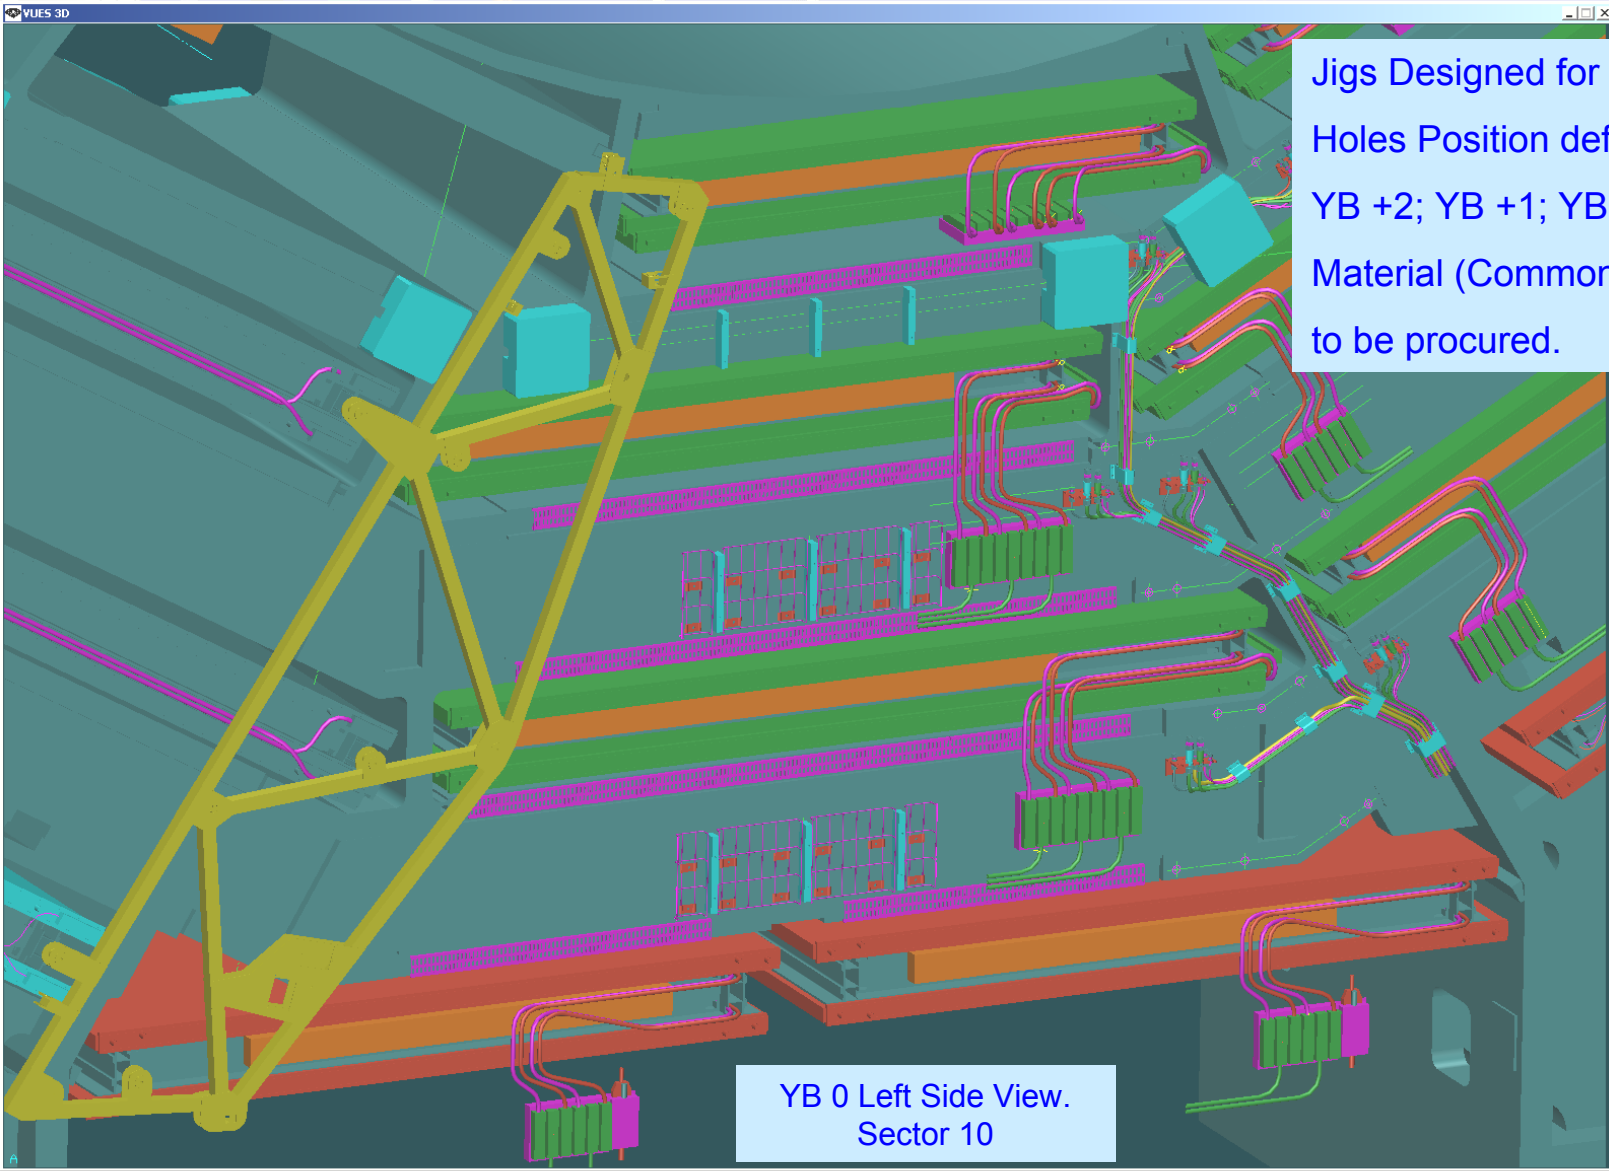 VUES 3D
Jigs Designed for
Holes Position def
YB +2; YB +1; YB
Material (Common
to be procured.
YB 0 Left Side View.
Sector 10
A